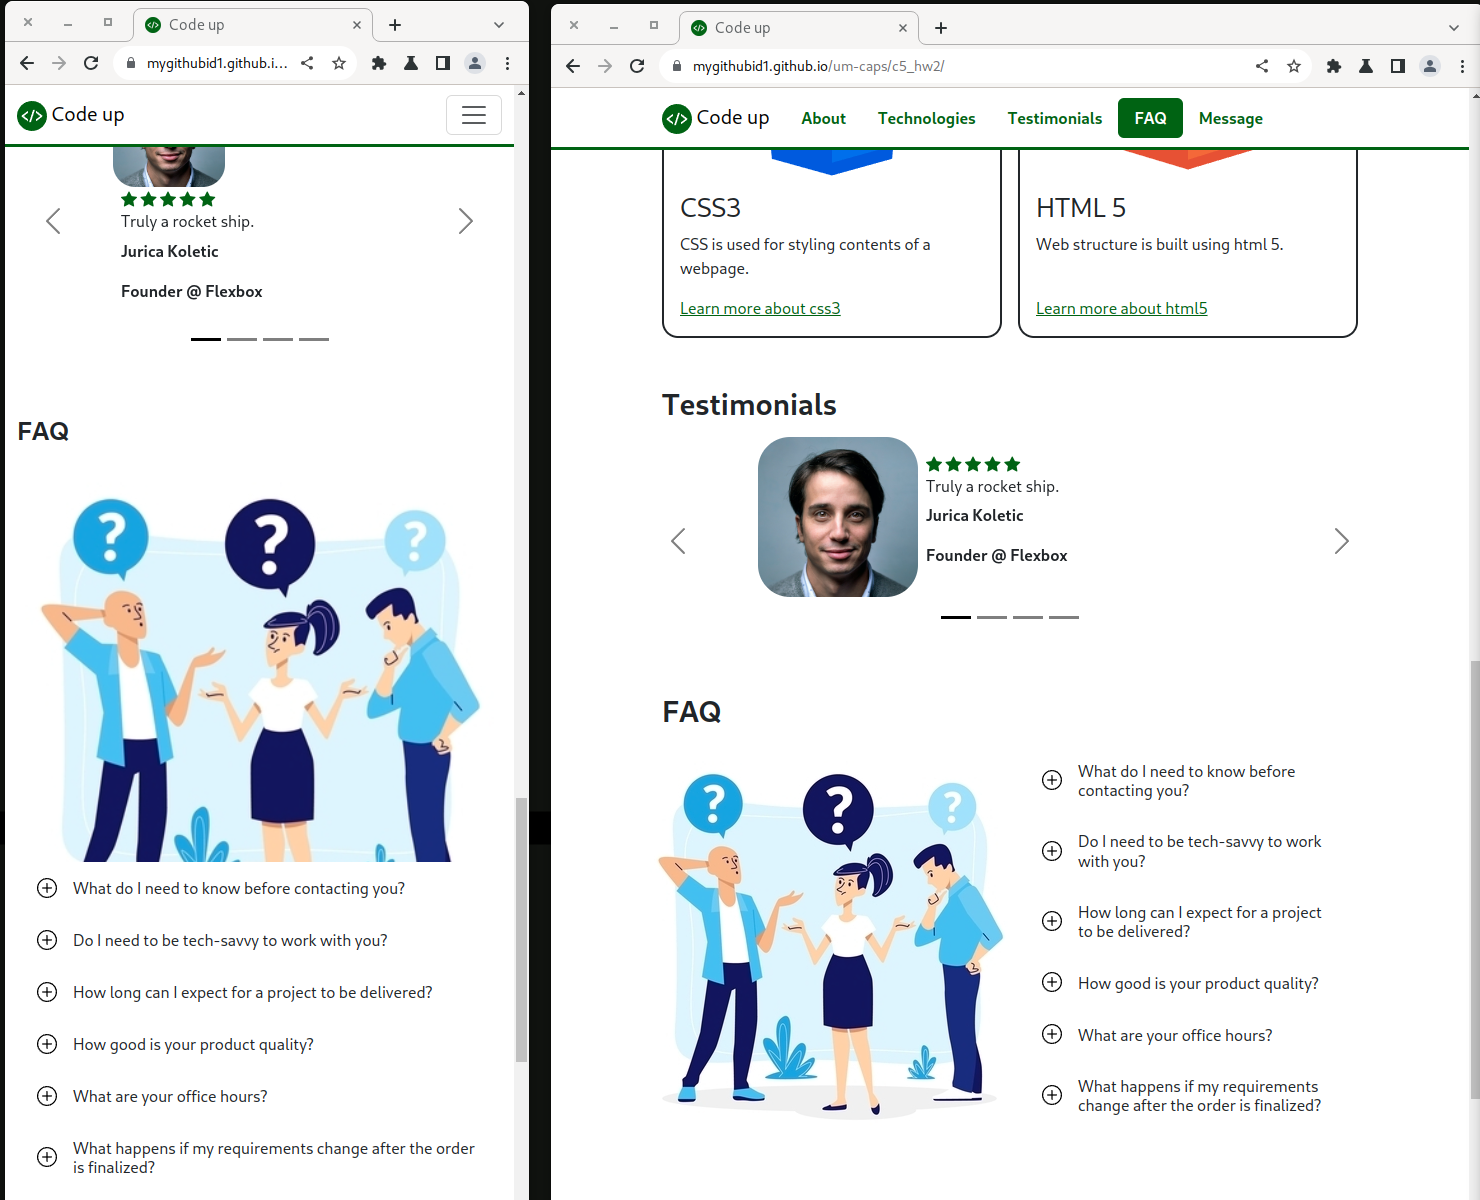 Code up
mygithubid1.github.i...
</> Code up
Truly a rocket ship.
Jurica Koletic
Founder @ Flexbox
FAQ
?
?
?
What do I need to know before contacting you?
Do I need to be tech-savvy to work with you?
How long can I expect for a project to be delivered?
How good is your product quality?
What are your office hours?
What happens if my requirements change after the order
is finalized?
Code up
mygithubid1.github.io/um-caps/c5_hw2/
</> Code up About Technologies Testimonials FAQ Message
CSS3
CSS is used for styling contents of a
webpage.
Learn more about css3
HTML 5
Web structure is built using html 5.
Learn more about html5
Testimonials
Truly a rocket ship.
Jurica Koletic
Founder @ Flexbox
FAQ
?
?
?
What do I need to know before
contacting you?
Do I need to be tech-savvy to work
with you?
How long can I expect for a project
to be delivered?
How good is your product quality?
What are your office hours?
What happens if my requirements
change after the order is finalized?